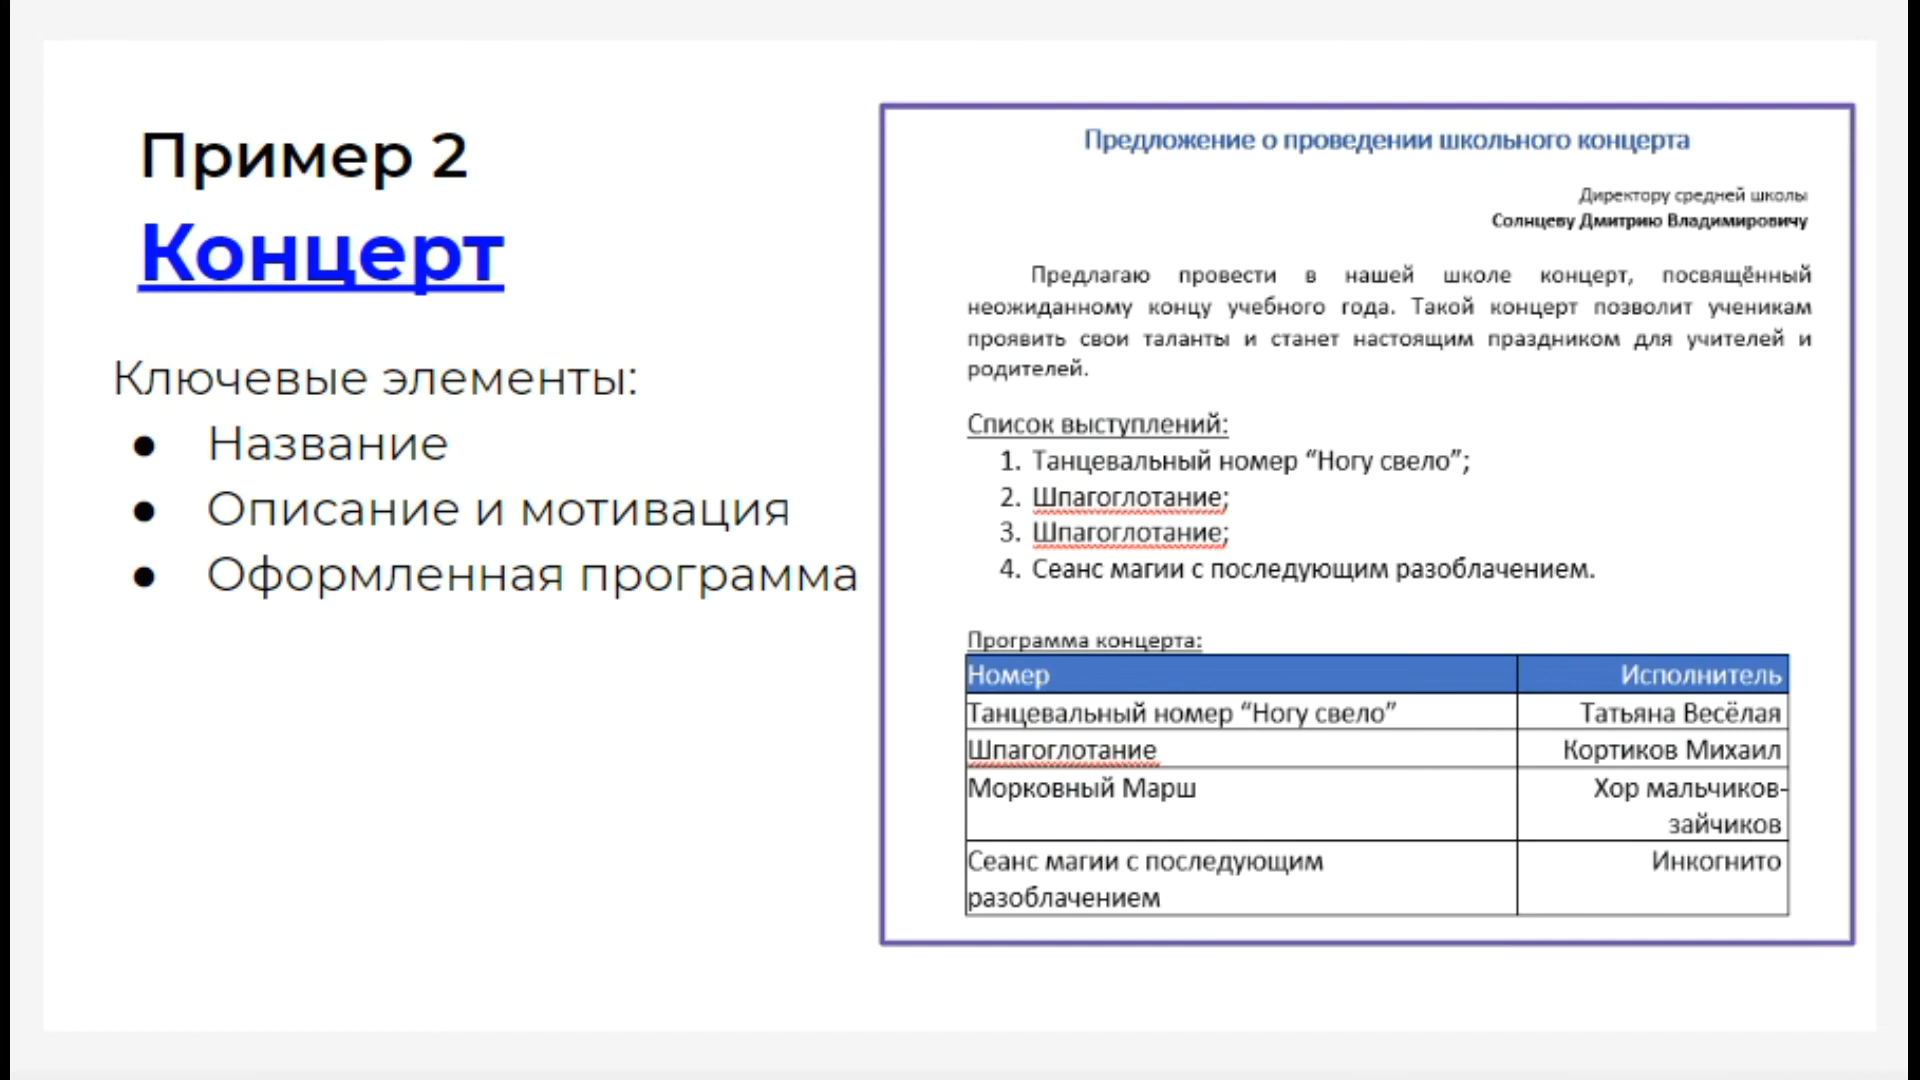 Пример 2
Концерт
Ключевые элементы:
● Название
● Описание и мотивация
● Оформленная программа
Предложение о проведении школьного концерта
Директору средней школы
Солнцеву Дмитрию Владимировичу
Предлагаю провести в нашей школе концерт, посвящённый
неожиданному концу учебного года. Такой концерт позволит ученикам
проявить свои таланты и станет настоящим праздником для учителей и
родителей.
Список выступлений:
1. Танцевальный номер “Ногу свело”;
2. Шпагоглотание;
3. Шпагоглотание;
4. Сеанс магии с последующим разоблачением.
Программа концерта:
Номер Исполнитель
Танцевальный номер “Ногу свело” Татьяна Весёлая
Шпагоглотание Кортиков Михаил
Морковный Марш Хор мальчиков-
зайчиков
Сеанс магии с последующим Инкогнито
разоблачением